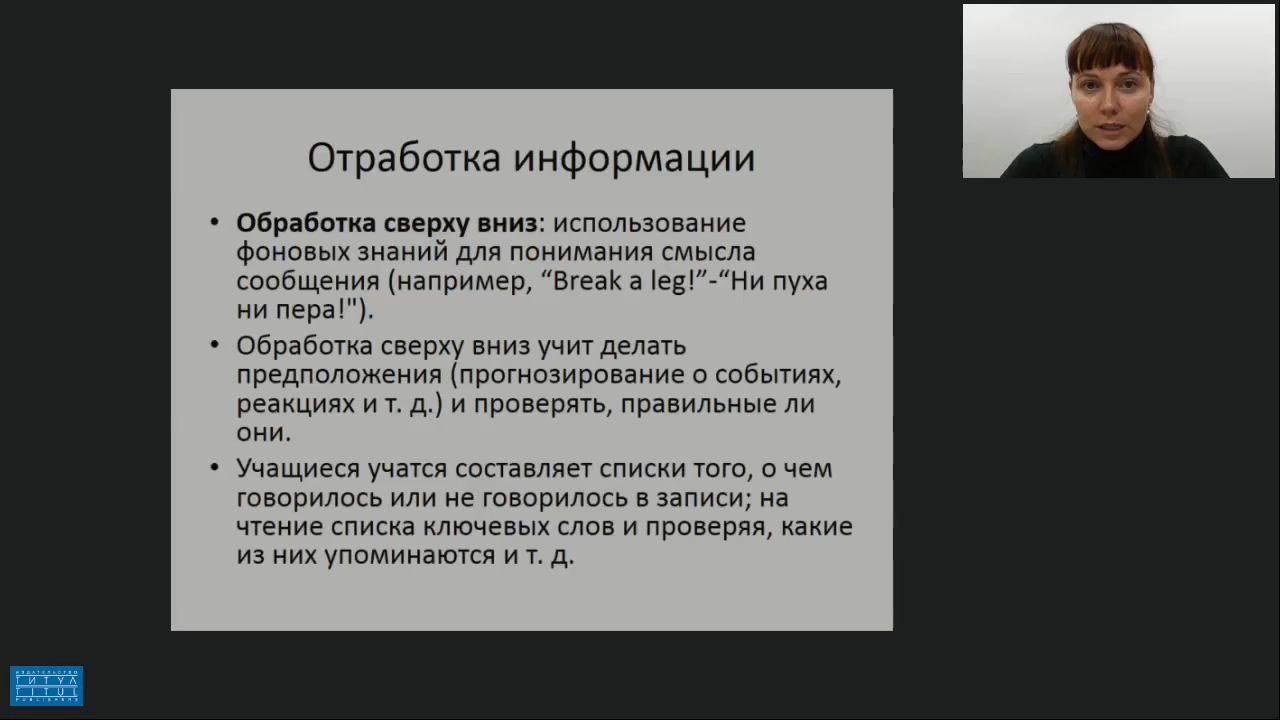 Отработка информации
• Обработка сверху вниз: использование
фоновых знаний для понимания смысла
сообщения (например, “Break a leg!”-“Ни пуха
ни пера!").
• Обработка сверху вниз учит делать
предположения (прогнозирование о событиях,
реакциях и т. д.) и проверять, правильные ли
они.
• Учащиеся учатся составляет списки того, о чем
говорилось или не говорилось в записи; на
чтение списка ключевых слов и проверяя, какие
из них упоминаются и т. д.
ИЗДАТЕЛЬСТВО
ТИТУЛ
TITUL
PUBLISHERS